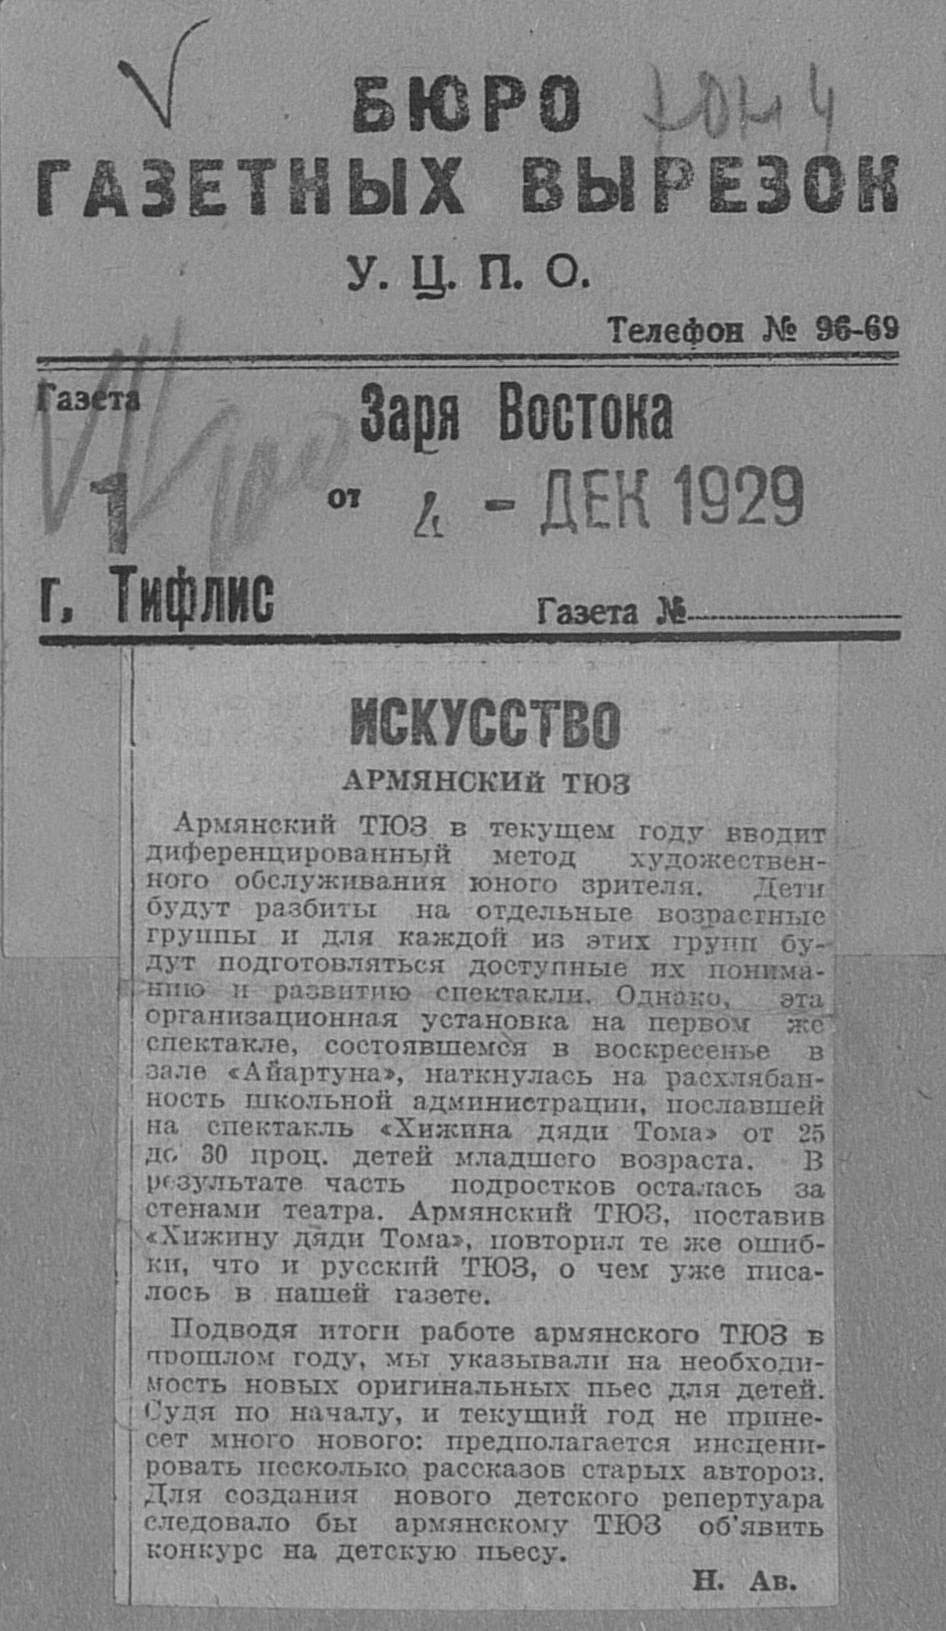 БЮРО
ГАЗЕТНЫХ ВЫРЕЗОК
У. Ц. П. О.
Телефон № 96-69
Газета Заря Востока
1 от 4 - ДЕК 1929
г. Тифлис Газета №
ИСКУССТВО
АРМЯНСКИЙ ТЮЗ
Армянский ТЮЗ в текущем году вводит
диференцированный метод художествен-
ного обслуживания юного зрителя. Дети
будут разбиты на отдельные возрастные
группы и для каждой из этих групп бу-
дут подготовляться доступные их понима-
нию и развитию спектакли. Однако, эта
организационная установка на первом же
спектакле, состоявшемся в воскресенье в
зале «Айартуна», наткнулась на расхлябан-
ность школьной администрации, пославшей
на спектакль «Хижина дяди Тома» от 25
до 30 проц. детей младшего возраста. В
результате часть подростков осталась за
стенами театра. Армянский ТЮЗ, поставив
«Хижину дяди Тома», повторил те же ошиб-
ки, что и русский ТЮЗ, о чем уже писа-
лось в нашей газете.
Подводя итоги работе армянского ТЮЗ в
прошлом году, мы указывали на необходи-
мость новых оригинальных пьес для детей.
Судя по началу, и текущий год не прине-
сет много нового: предполагается инсцени-
ровать несколько рассказов старых авторов.
Для создания нового детского репертуара
следовало бы армянскому ТЮЗ об'явить
конкурс на детскую пьесу.
Н. Ав.